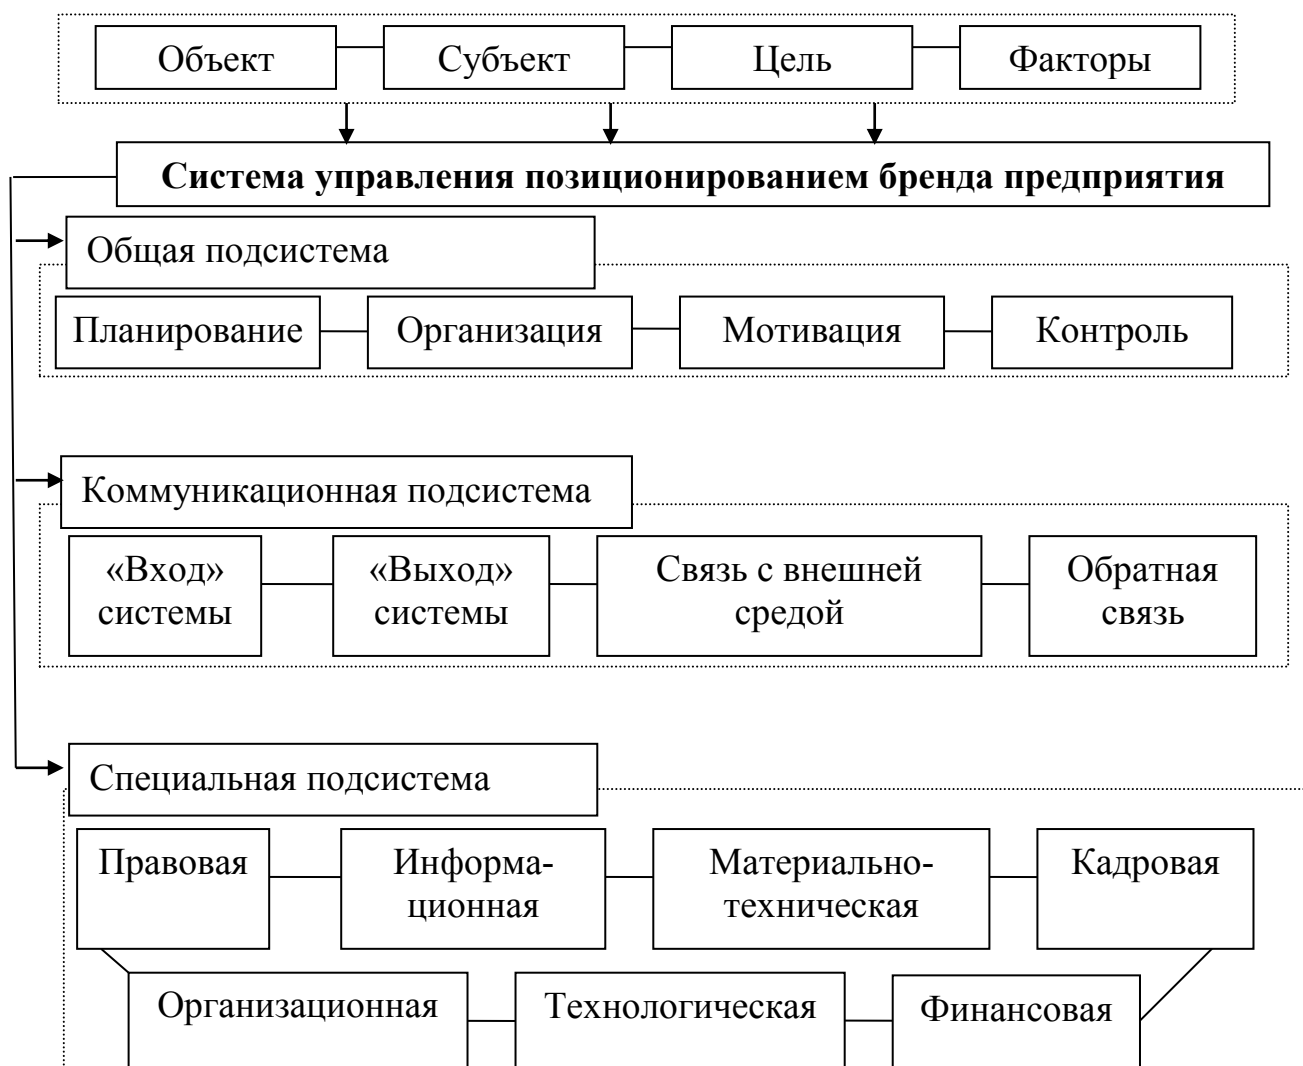 Объект
Субъект
Цель
Факторы
Система управления позиционированием бренда предприятия
Общая подсистема
Планирование
Организация
Мотивация
Контроль
Коммуникационная подсистема
«Вход»
системы
«Выход»
системы
Связь с внешней
средой
Обратная
связь
Специальная подсистема
Правовая
Информа-
ционная
Материально-
техническая
Кадровая
Организационная
Технологическая
Финансовая